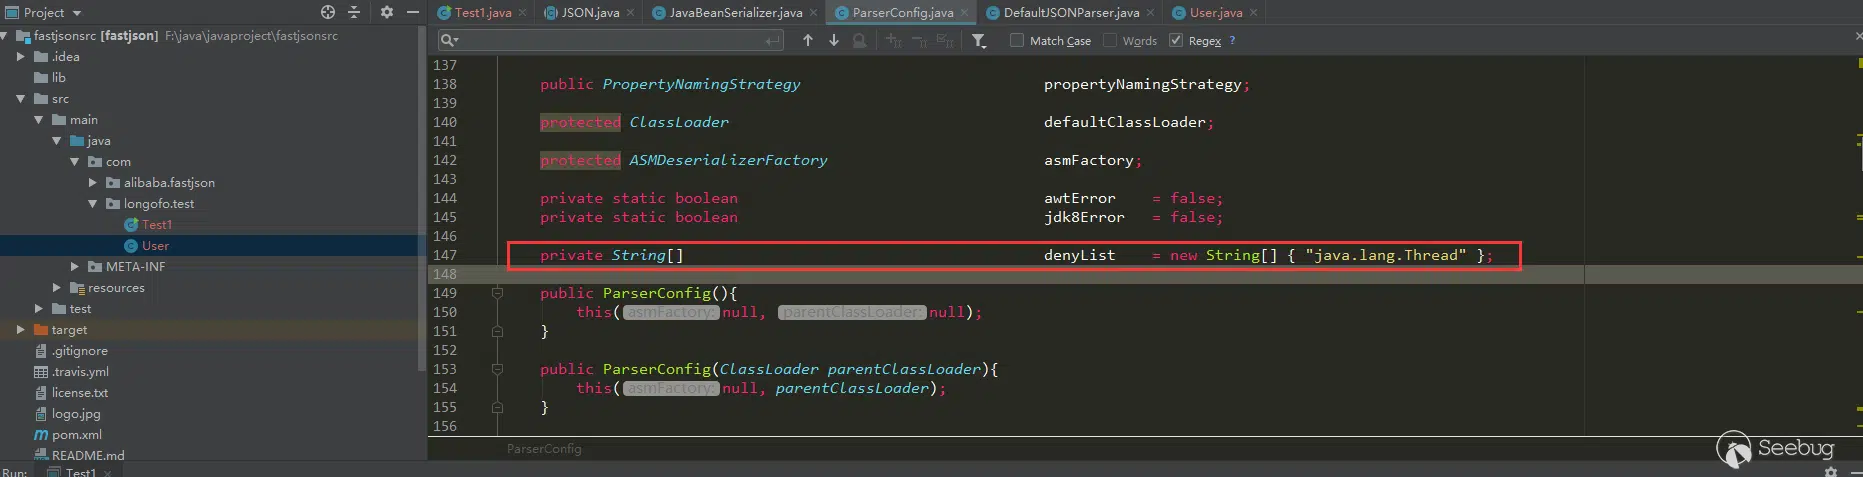 Project
Test1.java
JSON.java
JavaBeanSerializer.java
ParserConfig.java
DefaultJSONParser.java
User.java
fastjsonsrc [fastjson] F:\java\javaproject\fastjsonsrc
.idea
lib
src
main
java
com
alibaba.fastjson
longofo.test
Test1
User
META-INF
resources
test
target
.gitignore
.travis.yml
license.txt
logo.jpg
pom.xml
README.md
Match Case
Words
Regex ?
137
138 public PropertyNamingStrategy propertyNamingStrategy;
139
140 protected ClassLoader defaultClassLoader;
141
142 protected ASMDeserializerFactory asmFactory;
143
144 private static boolean awtError = false;
145 private static boolean jdk8Error = false;
146
147 private String[] denyList = new String[] { "java.lang.Thread" };
148
149 public ParserConfig(){
150 this( asmFactory: null, parentClassLoader: null);
151 }
152
153 public ParserConfig(ClassLoader parentClassLoader){
154 this( asmFactory: null, parentClassLoader);
155 }
156
ParserConfig
Seebug
Run: Test1